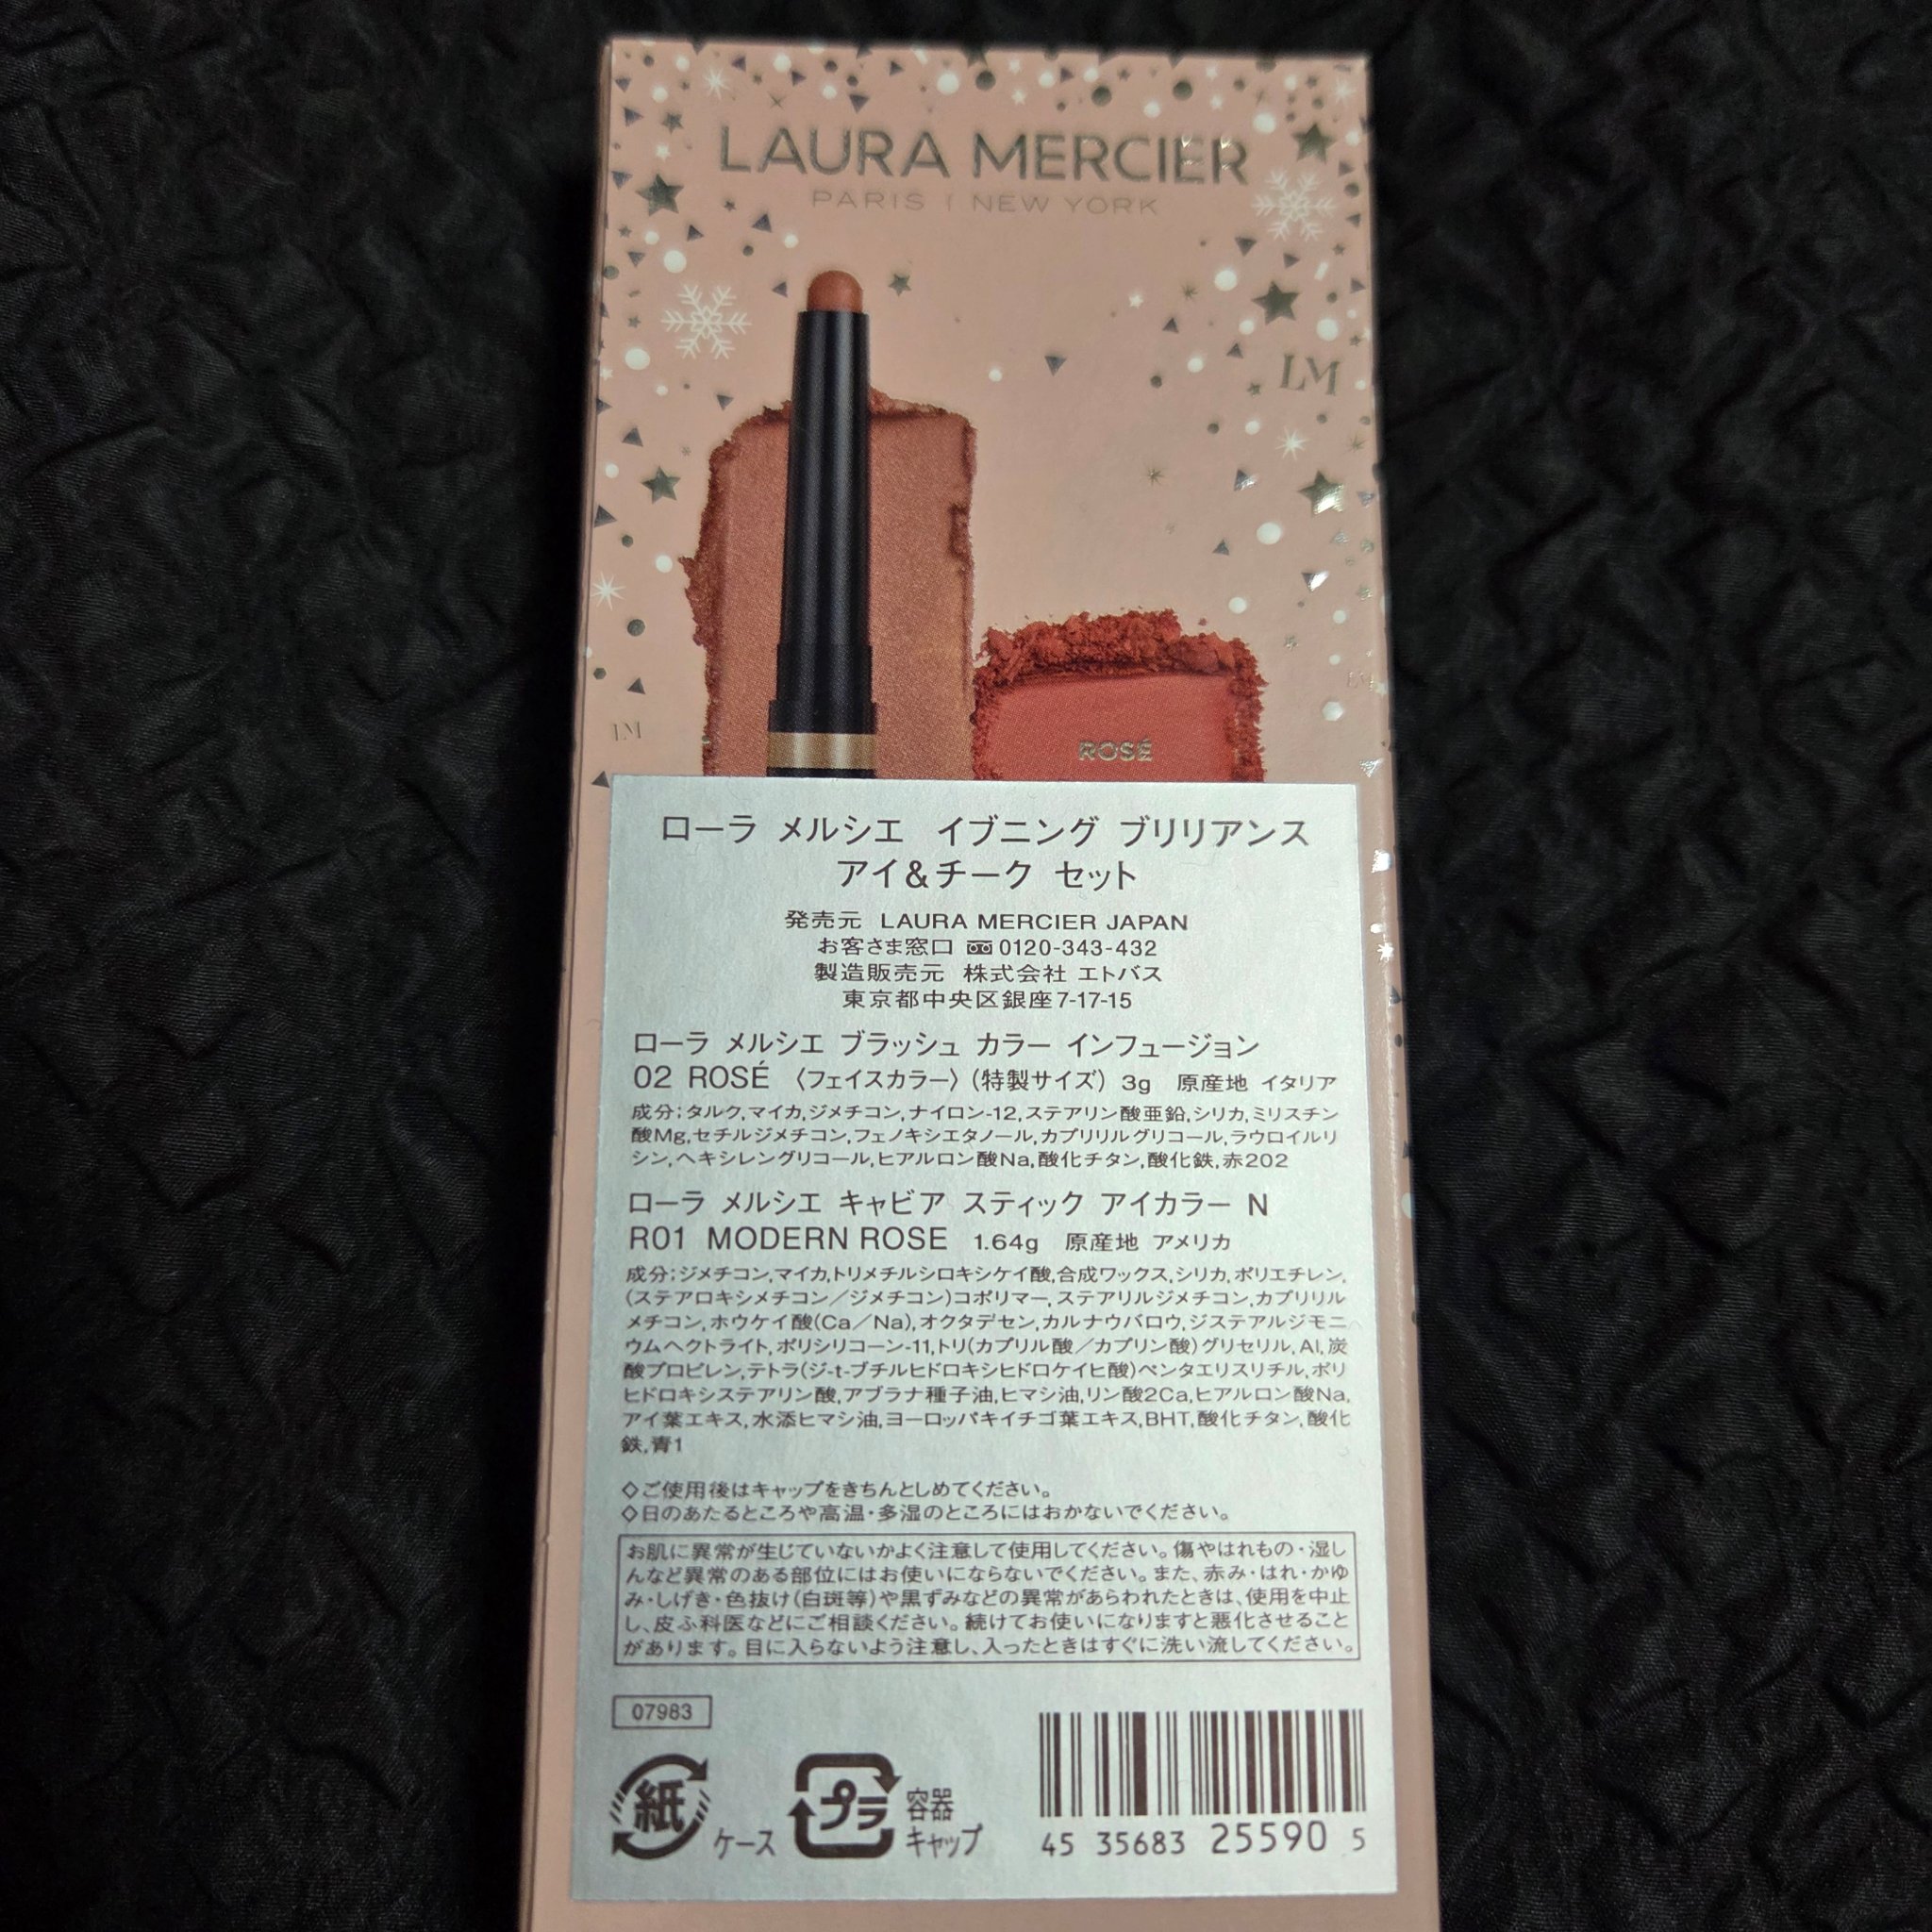 LAURA MERCIER
PARIS | NEW YORK
LM
LM
LM
ROSÉ
ローラ メルシエ イブニング ブリリアンス
アイ&チーク セット
発売元 LAURA MERCIER JAPAN
お客さま窓口 0120-343-432
製造販売元 株式会社 エトバス
東京都中央区銀座7-17-15
ローラ メルシエ ブラッシュ カラー インフュージョン
02 ROSÉ 〈フェイスカラー〉(特製サイズ) 3g 原産地 イタリア
成分;タルク,マイカ,ジメチコン,ナイロン-12,ステアリン酸亜鉛,シリカ,ミリスチン
酸Mg,セチルジメチコン,フェノキシエタノール,カプリリルグリコール,ラウロイルリ
シン,ヘキシレングリコール,ヒアルロン酸Na,酸化チタン,酸化鉄,赤202
ローラ メルシエ キャビア スティック アイカラー N
R01 MODERN ROSE 1.64g 原産地 アメリカ
成分;ジメチコン,マイカ,トリメチルシロキシケイ酸,合成ワックス,シリカ,ポリエチレン,
(ステアロキシメチコン/ジメチコン)コポリマー,ステアリルジメチコン,カプリリル
メチコン,ホウケイ酸(Ca/Na),オクタデセン,カルナウバロウ,ジステアルジモニ
ウムヘクトライト,ポリシリコーン-11,トリ(カプリル酸/カプリン酸)グリセリル,Al,炭
酸プロピレン,テトラ(ジ-t-ブチルヒドロキシヒドロケイヒ酸)ペンタエリスリチル,ポリ
ヒドロキシステアリン酸,アブラナ種子油,ヒマシ油,リン酸2Ca,ヒアルロン酸Na,
アイ葉エキス,水添ヒマシ油,ヨーロッパキイチゴ葉エキス,BHT,酸化チタン,酸化
鉄,青1
◇ご使用後はキャップをきちんとしめてください。
◇日のあたるところや高温・多湿のところにはおかないでください。
お肌に異常が生じていないかよく注意して使用してください。傷やはれもの・湿し
んなど異常のある部位にはお使いにならないでください。また、赤み・はれ・かゆ
み・しげき・色抜け(白斑等)や黒ずみなどの異常があらわれたときは、使用を中止
し、皮ふ科医などにご相談ください。続けてお使いになりますと悪化させること
があります。目に入らないよう注意し、入ったときはすぐに洗い流してください。
07983
紙 ケース
プラ 容器
キャップ
45 35683 25590 5